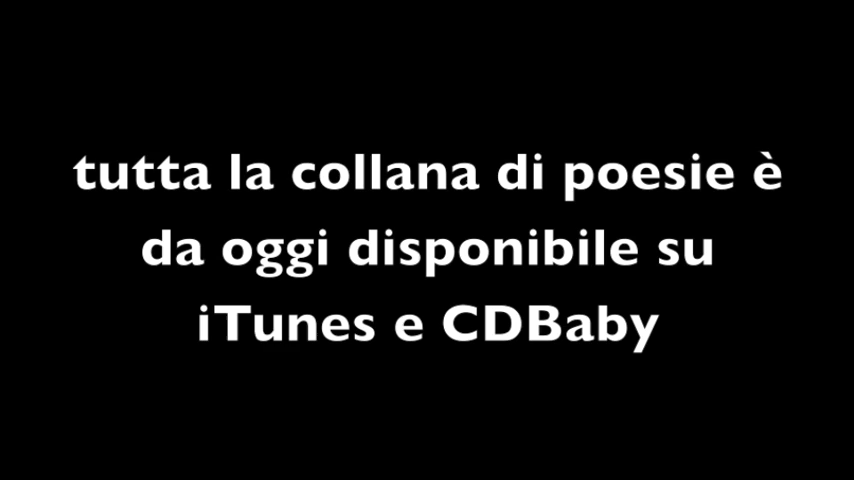 tutta la collana di poesie è
da oggi disponibile su
iTunes e CDBaby